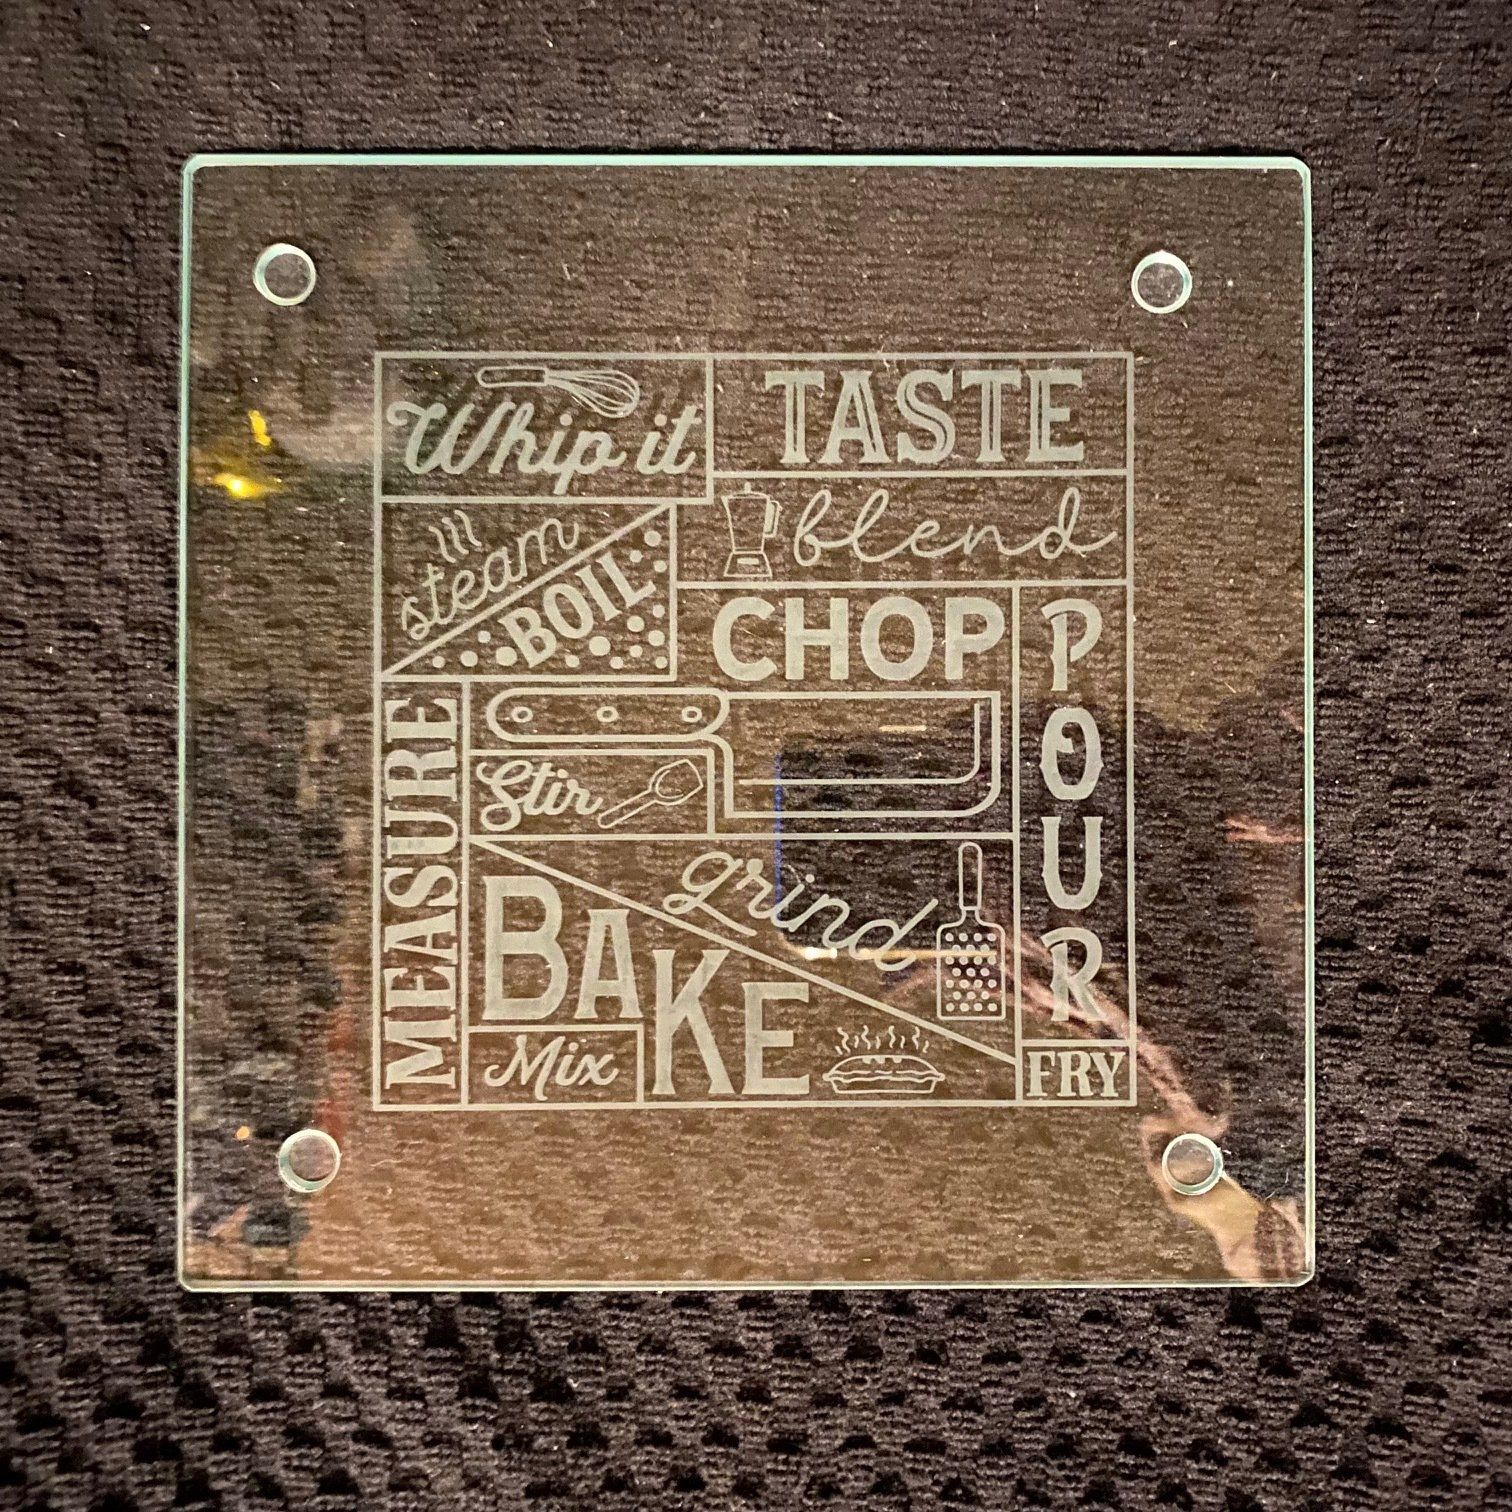 Whip it
TASTE
steam
BOIL
blend
CHOP
POUR
MEASURE
Stir
grind
BAKE
Mix
FRY